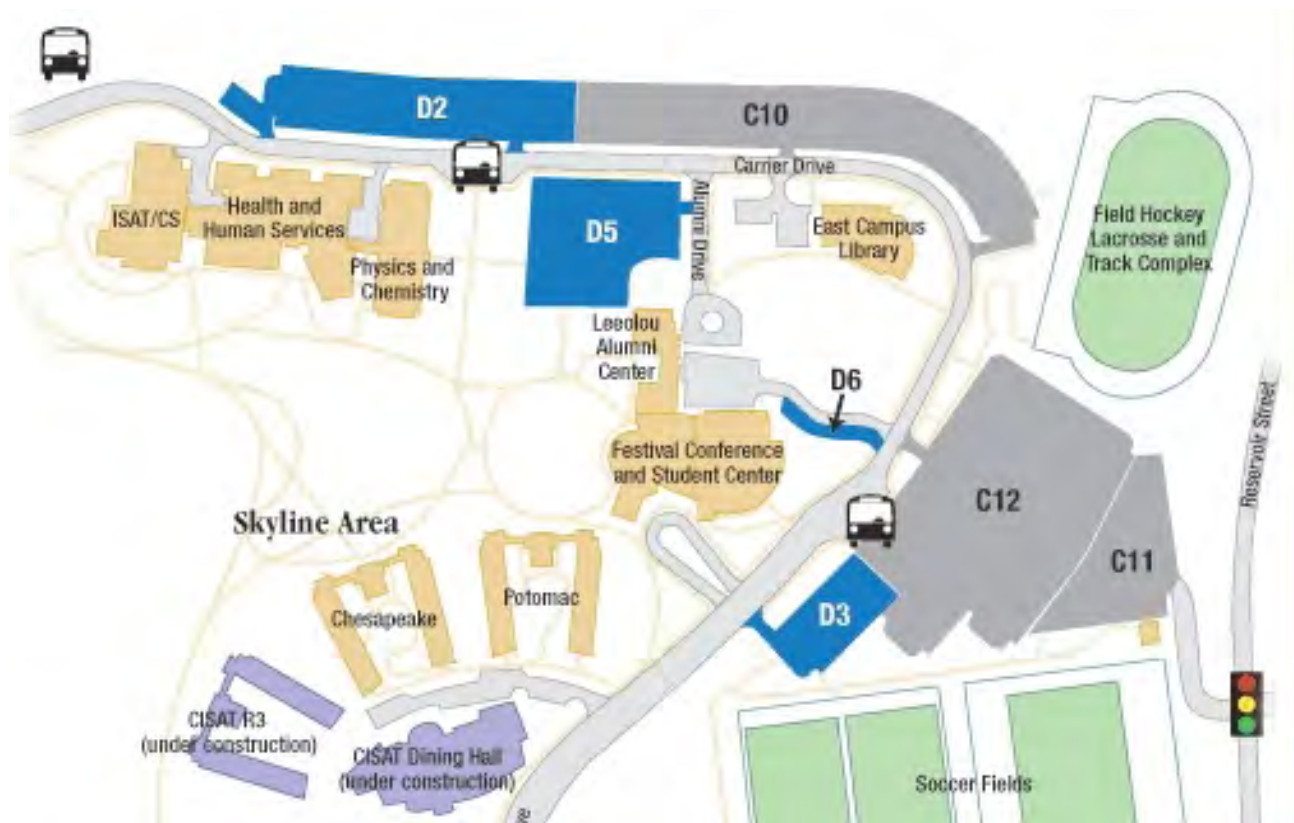 D2
C10
Carrier Drive
ISAT/CS
Health and
Human Services
D5
Alumni Drive
East Campus
Library
Field Hockey
Lacrosse and
Track Complex
Physics and
Chemistry
Leeolou
Alumni
Center
D6
Reservoir Street
Festival Conference
and Student Center
C12
Skyline Area
C11
Chesapeake
Potomac
D3
CISAT R3
(under construction)
CISAT Dining Hall
(under construction)
Soccer Fields